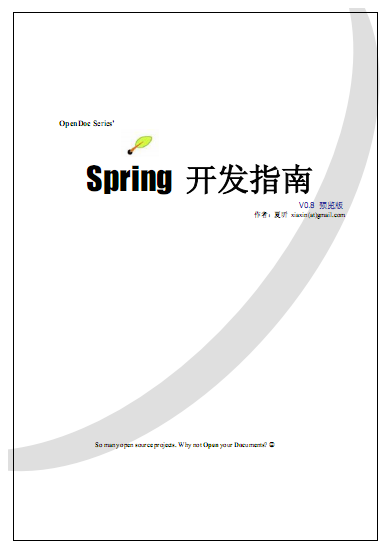 OpenDoc Series'
Spring 开发指南
V0.8 预览版
作者：夏昕 xiaxin(at)gmail.com
So many open source projects. Why not Open your Documents? ☺